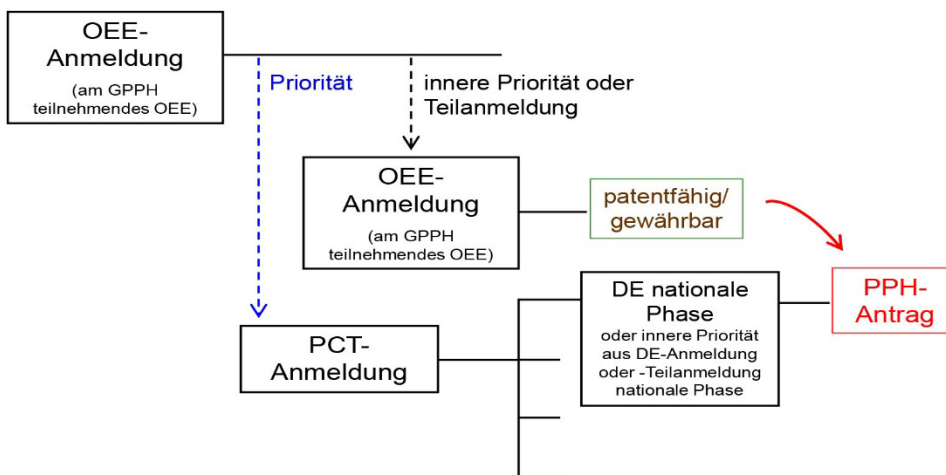 OEE-
Anmeldung
(am GPPH
teilnehmendes OEE)
Priorität
innere Priorität oder
Teilanmeldung
OEE-
Anmeldung
(am GPPH
teilnehmendes OEE)
patentfähig/
gewährbar
DE nationale
Phase
oder innere Priorität
aus DE-Anmeldung
oder -Teilanmeldung
nationale Phase
PPH-
Antrag
PCT-
Anmeldung